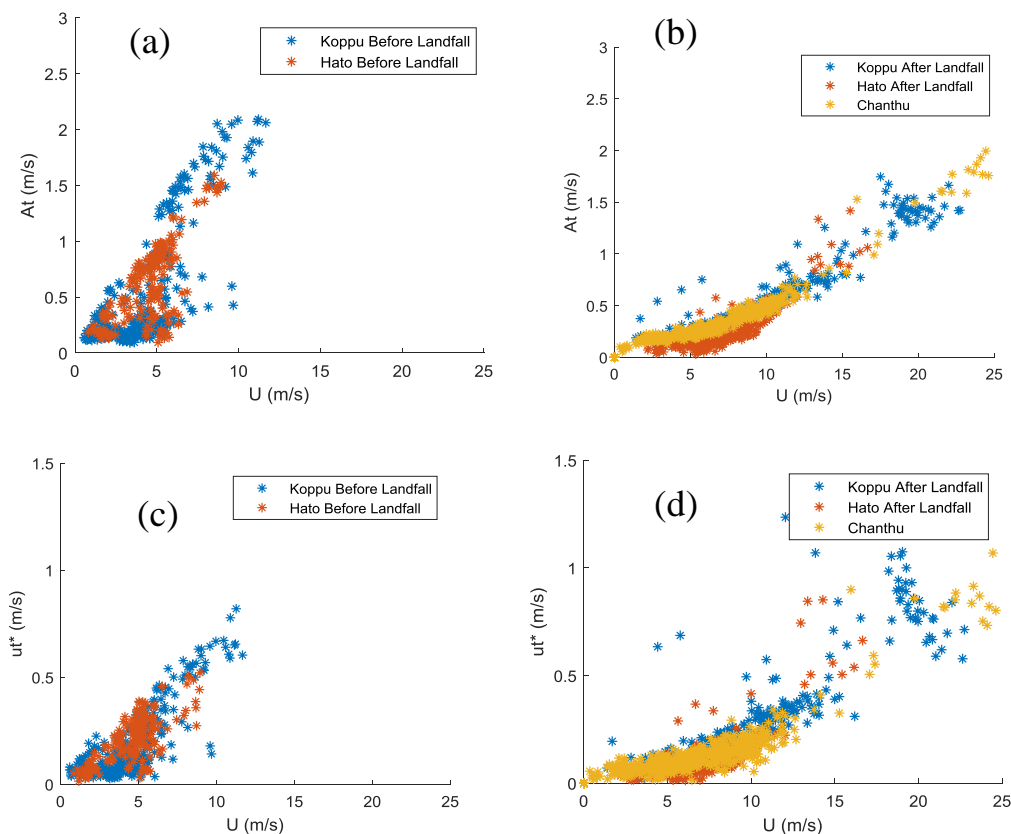 (a)
Koppu Before Landfall
Hato Before Landfall
3
2.5
2
1.5
1
0.5
0
At (m/s)
0 5 10 15 20 25
U (m/s)
(b)
Koppu After Landfall
Hato After Landfall
Chanthu
3
2.5
2
1.5
1
0.5
0
At (m/s)
0 5 10 15 20 25
U (m/s)
(c)
Koppu Before Landfall
Hato Before Landfall
1.5
1
0.5
0
ut* (m/s)
0 5 10 15 20 25
U (m/s)
(d)
Koppu After Landfall
Hato After Landfall
Chanthu
1.5
1
0.5
0
ut* (m/s)
0 5 10 15 20 25
U (m/s)